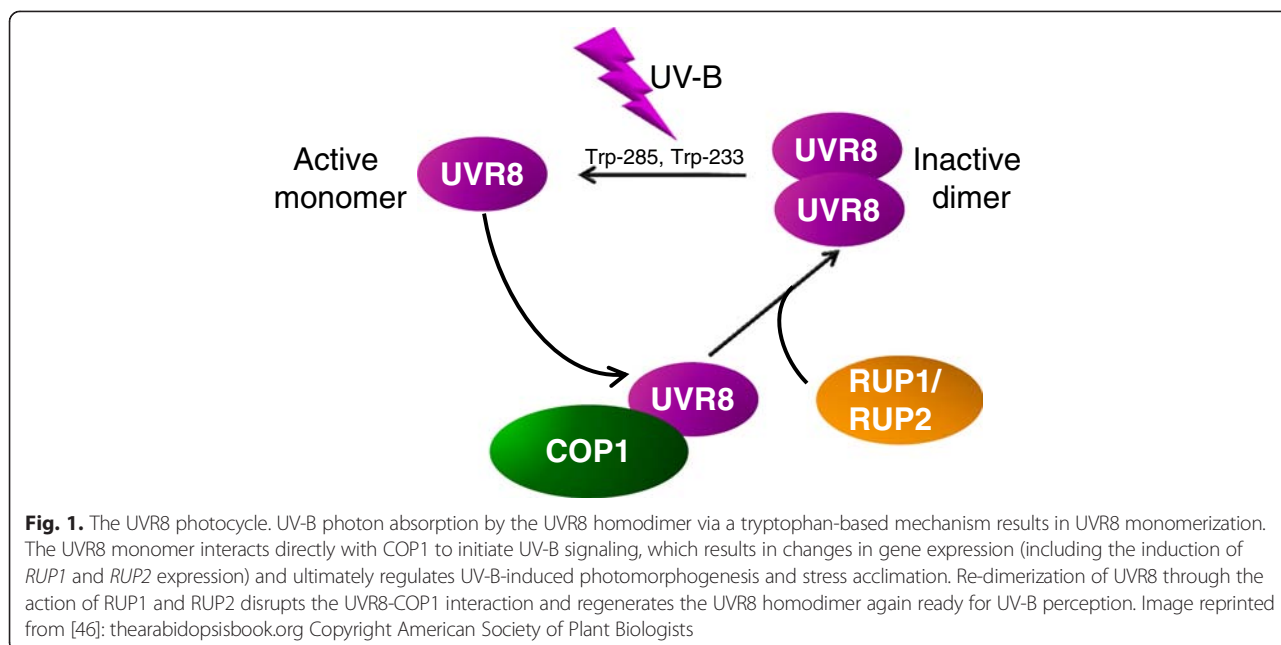 UV-B
Trp-285, Trp-233
Active
monomer
UVR8
UVR8
UVR8
Inactive
dimer
UVR8
COP1
RUP1/
RUP2
Fig. 1. The UVR8 photocycle. UV-B photon absorption by the UVR8 homodimer via a tryptophan-based mechanism results in UVR8 monomerization.
The UVR8 monomer interacts directly with COP1 to initiate UV-B signaling, which results in changes in gene expression (including the induction of
RUP1 and RUP2 expression) and ultimately regulates UV-B-induced photomorphogenesis and stress acclimation. Re-dimerization of UVR8 through the
action of RUP1 and RUP2 disrupts the UVR8-COP1 interaction and regenerates the UVR8 homodimer again ready for UV-B perception. Image reprinted
from [46]: thearabidopsisbook.org Copyright American Society of Plant Biologists